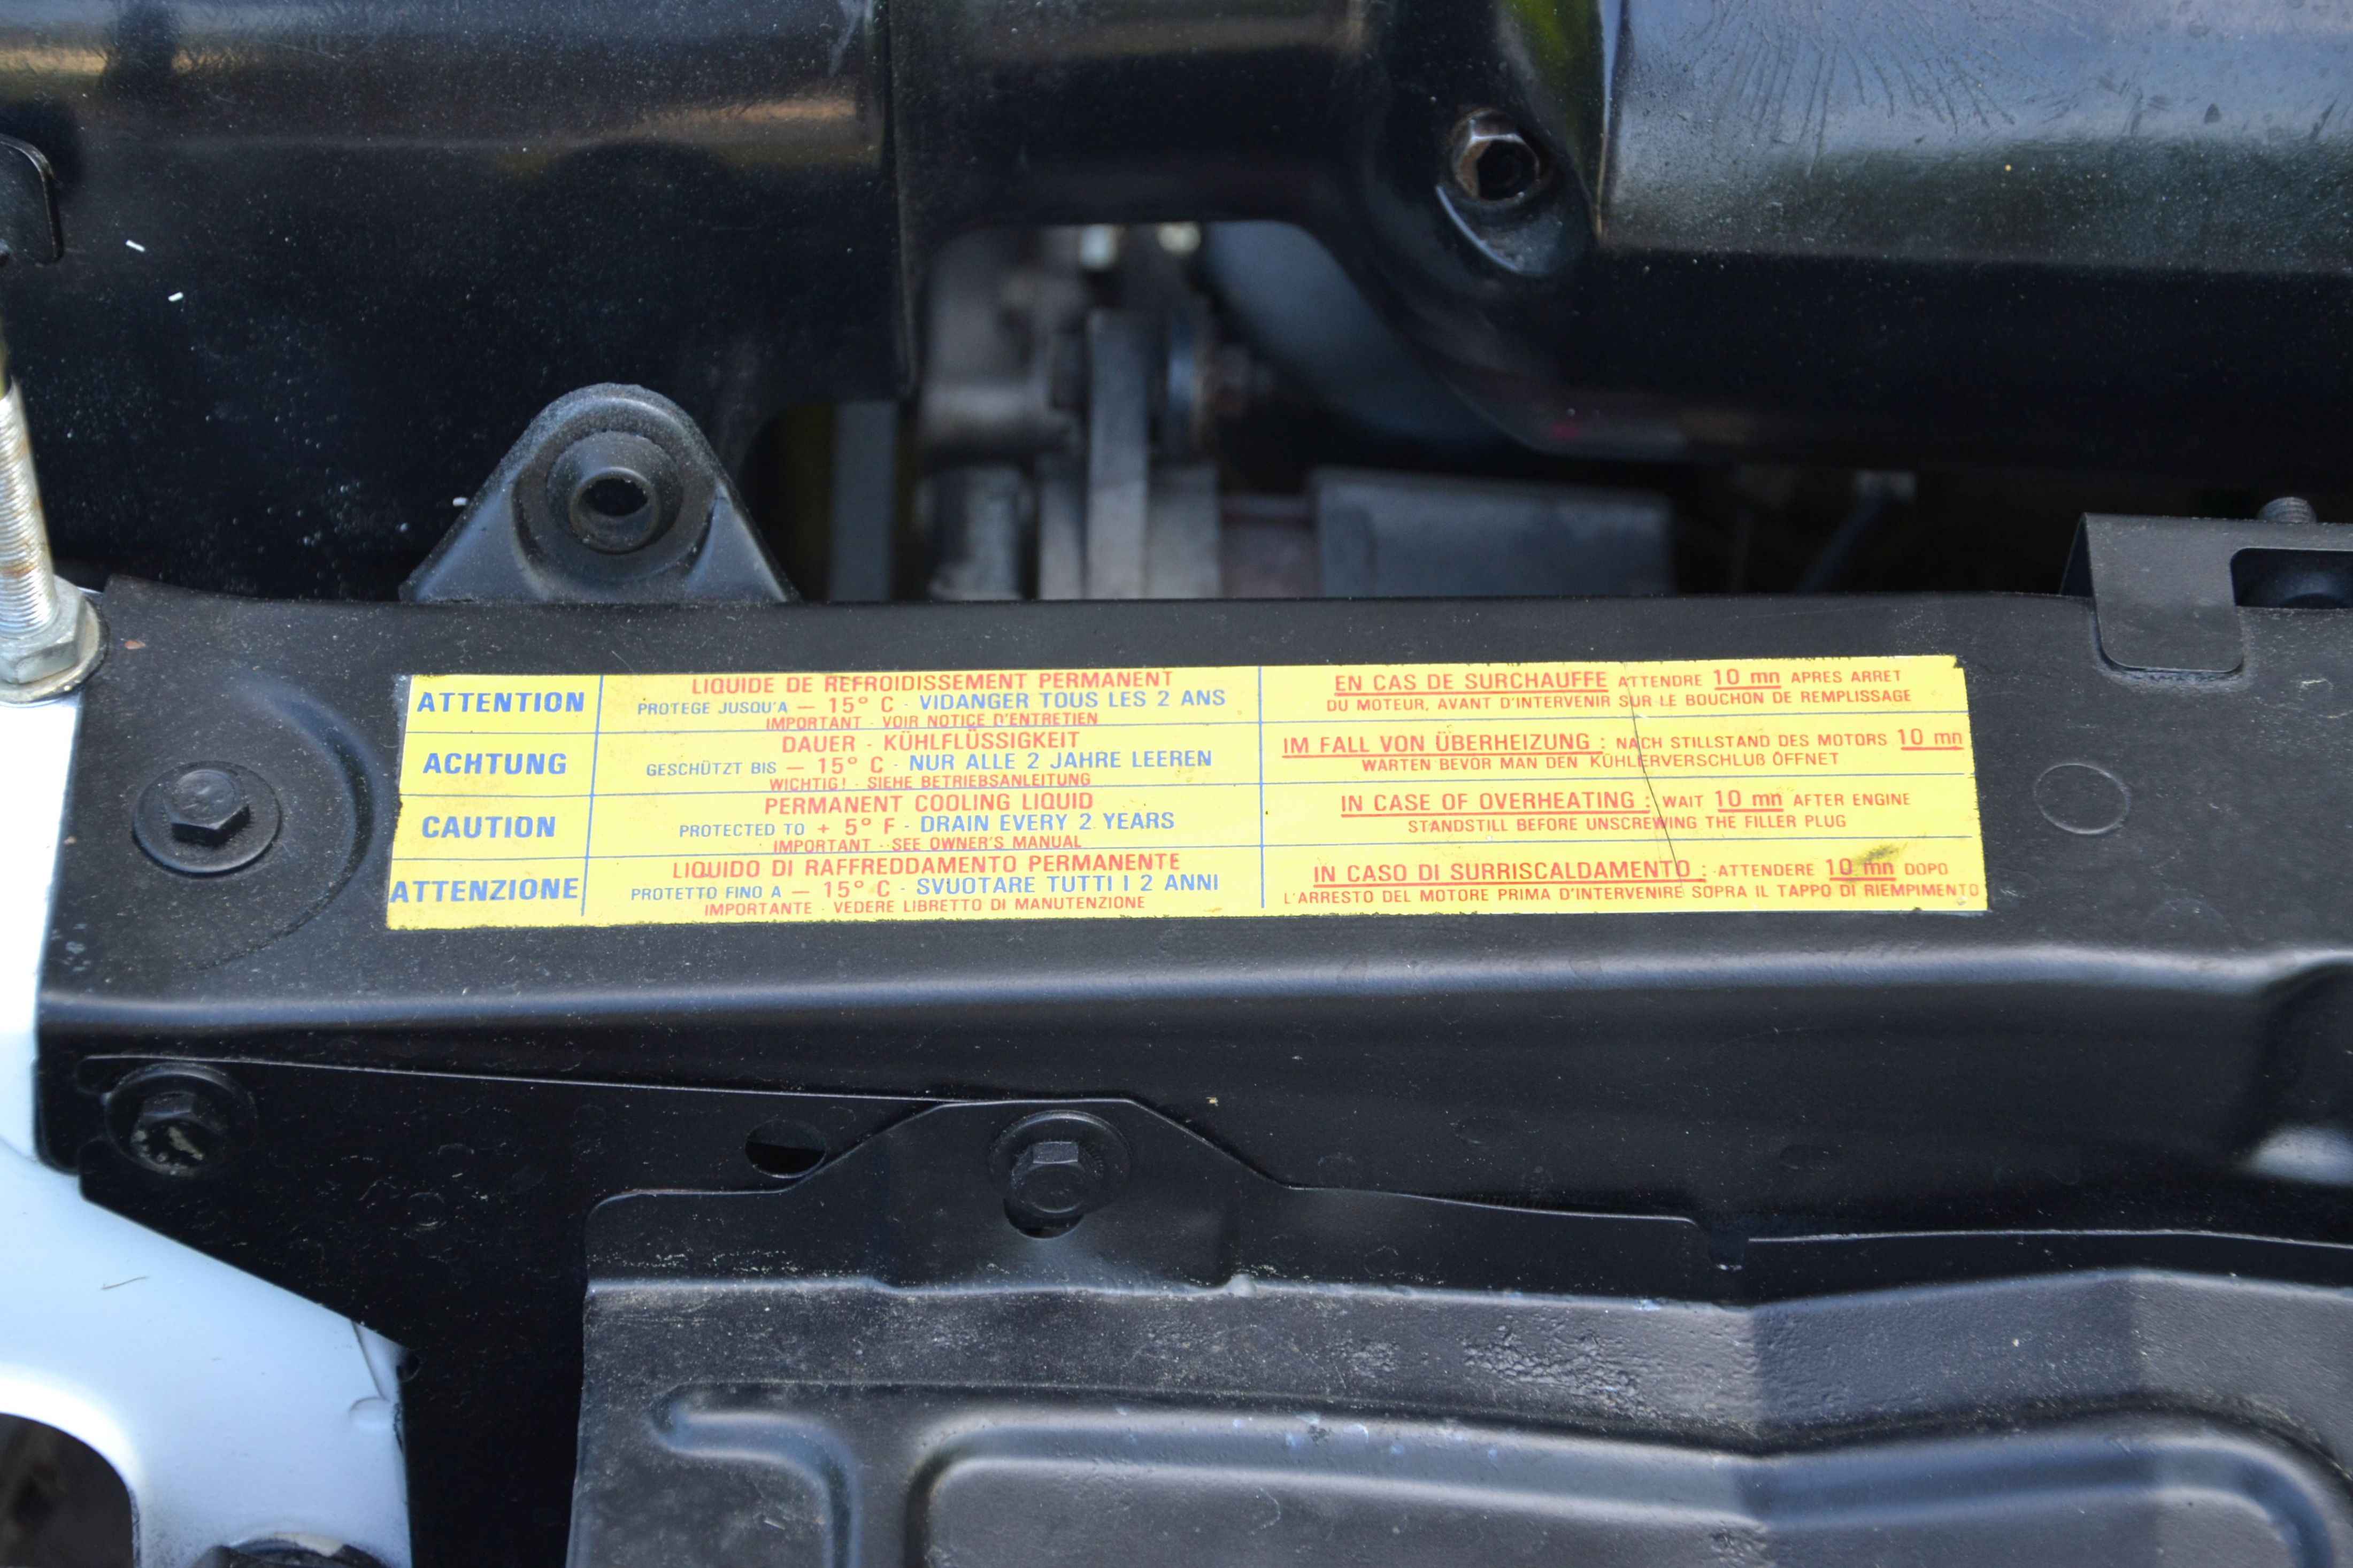 ATTENTION
LIQUIDE DE REFROIDISSEMENT PERMANENT
PROTEGE JUSQU'A — 15° C - VIDANGER TOUS LES 2 ANS
IMPORTANT - VOIR NOTICE D'ENTRETIEN
EN CAS DE SURCHAUFFE ATTENDRE 10 mn APRES ARRET
DU MOTEUR, AVANT D'INTERVENIR SUR LE BOUCHON DE REMPLISSAGE
ACHTUNG
DAUER - KÜHLFLÜSSIGKEIT
GESCHÜTZT BIS — 15° C - NUR ALLE 2 JAHRE LEEREN
WICHTIG! - SIEHE BETRIEBSANLEITUNG
IM FALL VON ÜBERHEIZUNG : NACH STILLSTAND DES MOTORS 10 mn
WARTEN BEVOR MAN DEN KÜHLERVERSCHLUß ÖFFNET
CAUTION
PERMANENT COOLING LIQUID
PROTECTED TO + 5° F - DRAIN EVERY 2 YEARS
IMPORTANT - SEE OWNER'S MANUAL
IN CASE OF OVERHEATING : WAIT 10 mn AFTER ENGINE
STANDSTILL BEFORE UNSCREWING THE FILLER PLUG
ATTENZIONE
LIQUIDO DI RAFFREDDAMENTO PERMANENTE
PROTETTO FINO A — 15° C - SVUOTARE TUTTI I 2 ANNI
IMPORTANTE - VEDERE LIBRETTO DI MANUTENZIONE
IN CASO DI SURRISCALDAMENTO : ATTENDERE 10 mn DOPO
L'ARRESTO DEL MOTORE PRIMA D'INTERVENIRE SOPRA IL TAPPO DI RIEMPIMENTO